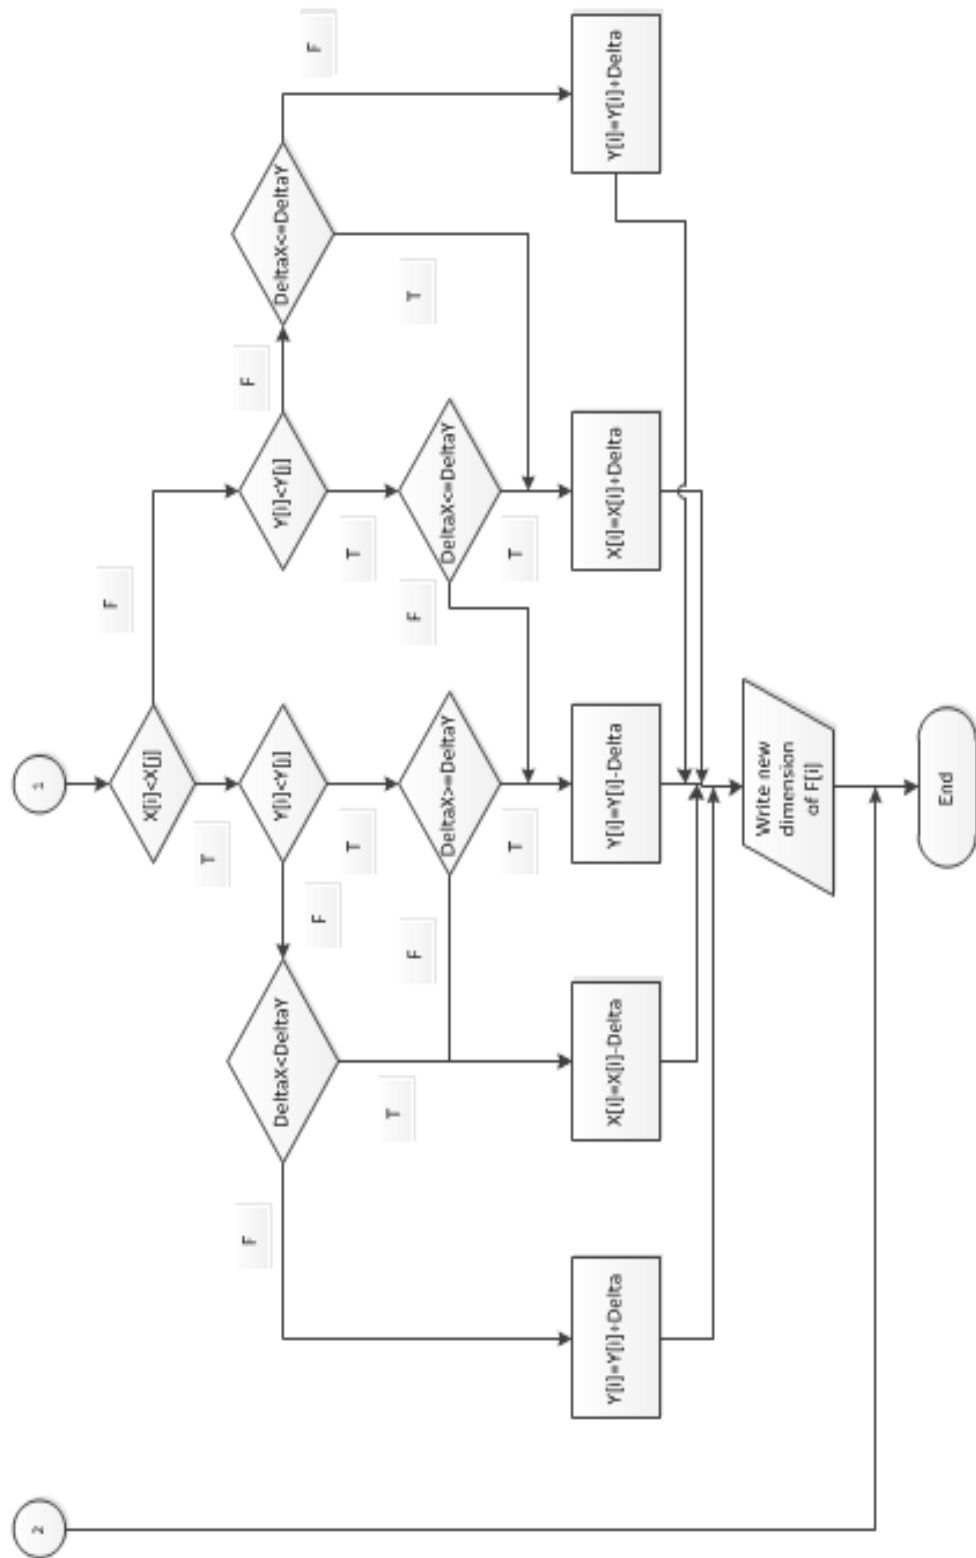 2
1
F
X[i]<X[j]
T
F
F
DeltaX<DeltaY
Y[i]<Y[j]
Y[i]<Y[j]
DeltaX<=DeltaY
F
F
T
T
T
F
F
T
DeltaX>=DeltaY
DeltaX<=DeltaY
T
T
Y[i]=Y[i]+Delta
X[i]=X[i]-Delta
Y[i]=Y[i]-Delta
X[i]=X[i]+Delta
Y[i]=Y[i]+Delta
Write new
dimension
of F[i]
End